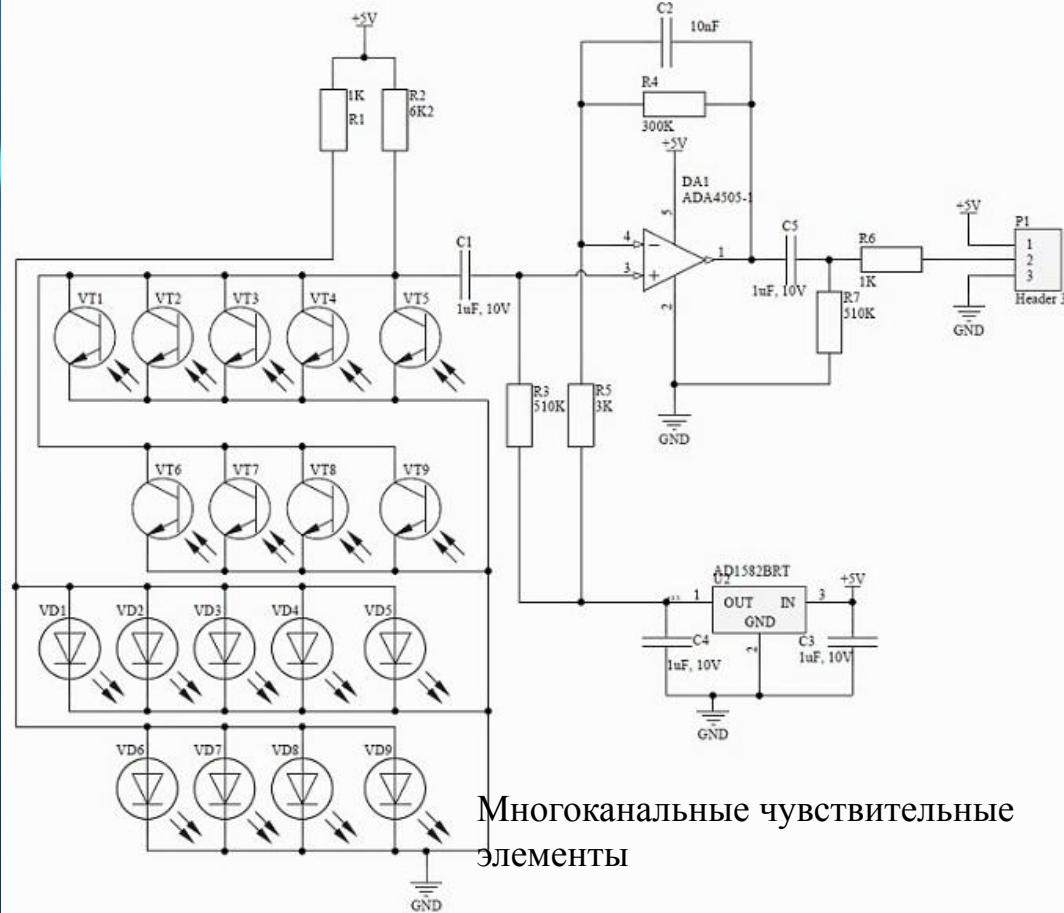 +5V
C2
10nF
1K
R1
R2
6K2
R4
300K
+5V
DA1
ADA4505-1
5
4
3
1
2
C1
1uF, 10V
C5
1uF, 10V
R6
1K
R7
510K
+5V
P1
1
2
3
Header 3
GND
VT1
VT2
VT3
VT4
VT5
R3
510K
R5
3K
GND
VT6
VT7
VT8
VT9
AD1582BRT
U2
+5V
1
OUT
IN
3
GND
2
C4
1uF, 10V
C3
1uF, 10V
GND
VD1
VD2
VD3
VD4
VD5
VD6
VD7
VD8
VD9
Многоканальные чувствительные
элементы
GND